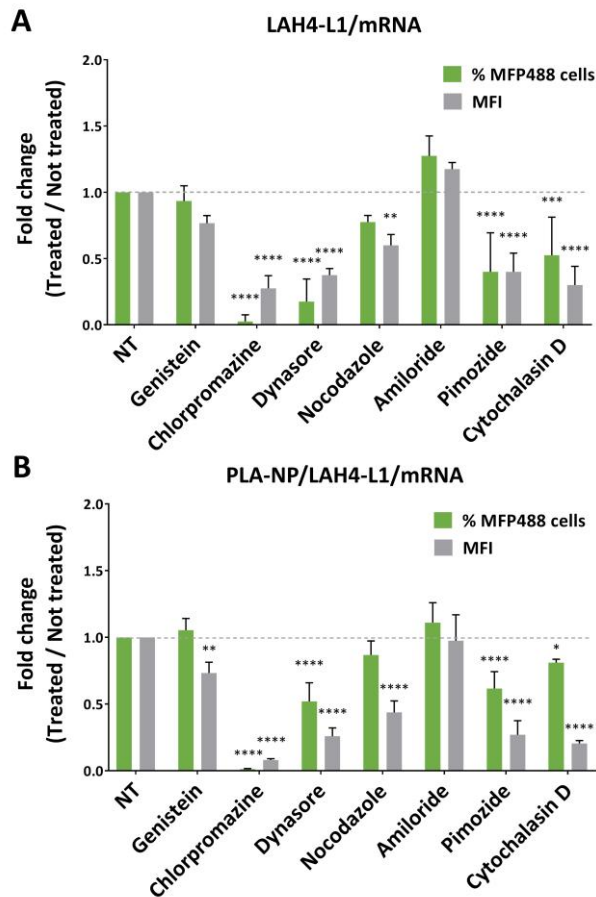 A
LAH4-L1/mRNA
% MFP488 cells
MFI
Fold change
(Treated / Not treated)
2.0
1.5
1.0
0.5
0.0
**** **** **** **** ** **** **** *** ****
NT
Genistein
Chlorpromazine
Dynasore
Nocodazole
Amiloride
Pimozide
Cytochalasin D
B
PLA-NP/LAH4-L1/mRNA
% MFP488 cells
MFI
Fold change
(Treated / Not treated)
2.0
1.5
1.0
0.5
0.0
** **** **** **** **** **** **** **** * ****
NT
Genistein
Chlorpromazine
Dynasore
Nocodazole
Amiloride
Pimozide
Cytochalasin D